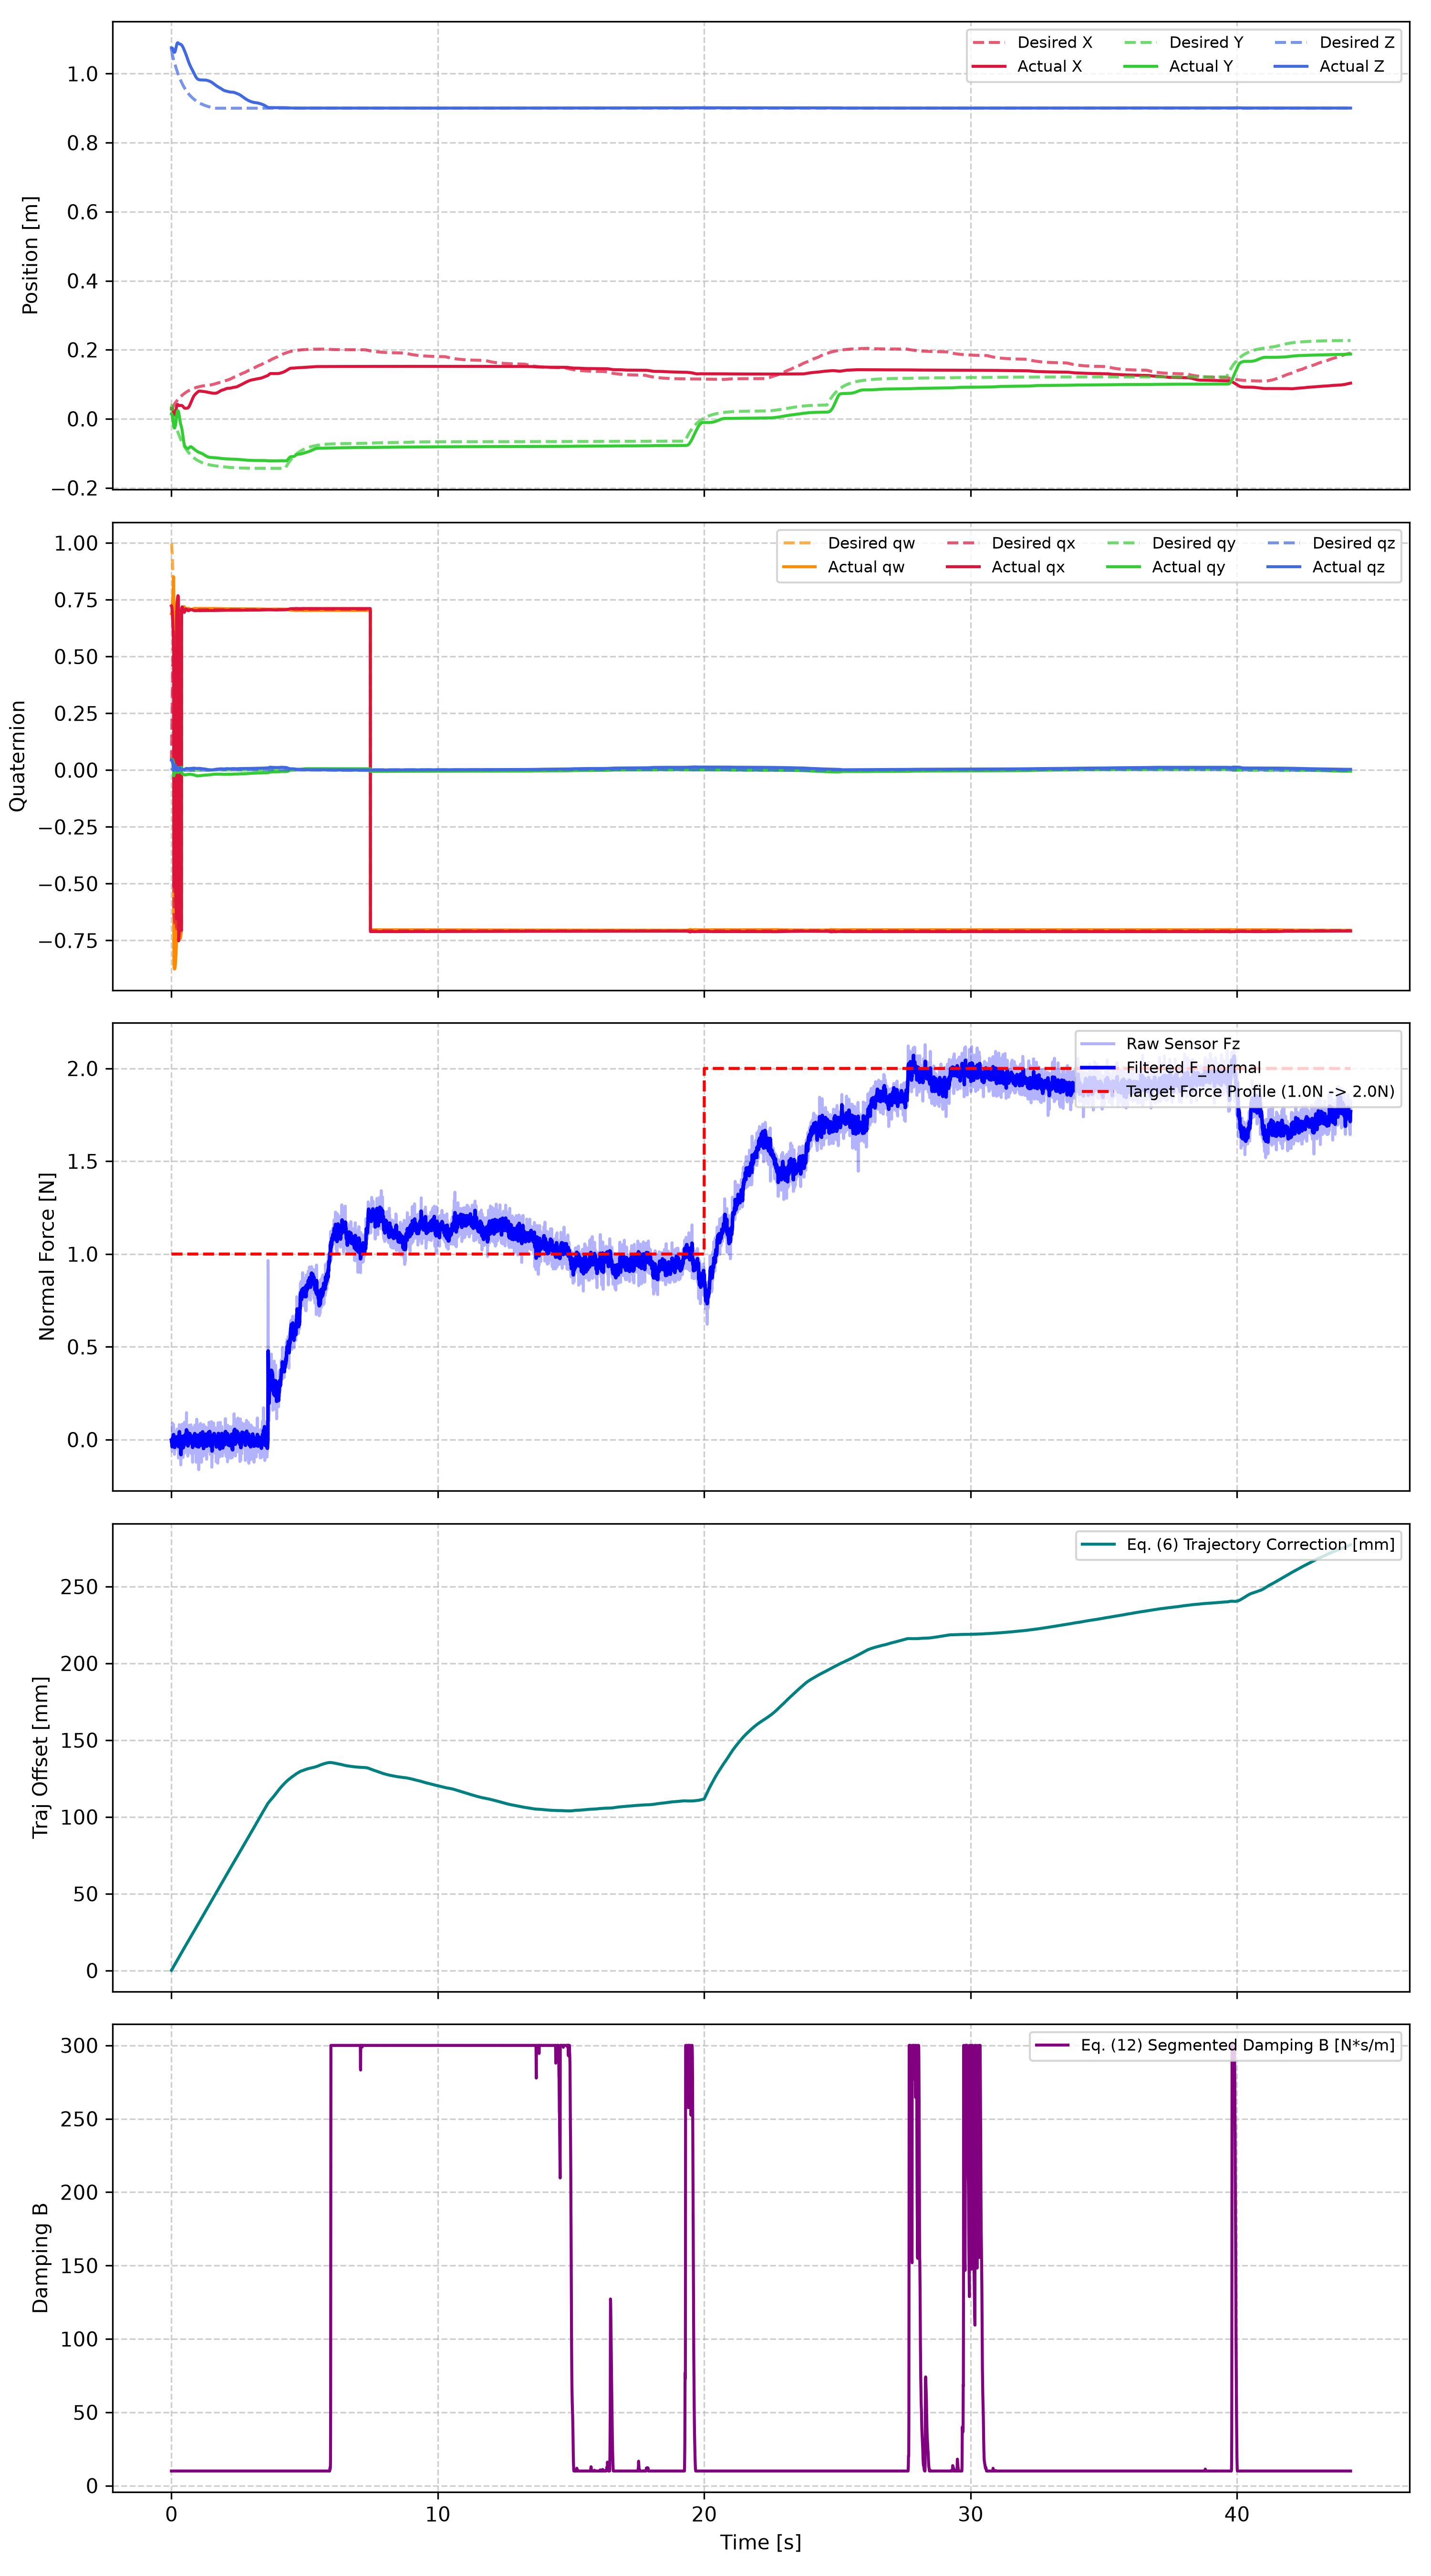 Desired X Desired Y Desired Z
Actual X Actual Y Actual Z
Position [m]
1.0
0.8
0.6
0.4
0.2
0.0
−0.2
Desired qw Desired qx Desired qy Desired qz
Actual qw Actual qx Actual qy Actual qz
Quaternion
1.00
0.75
0.50
0.25
0.00
−0.25
−0.50
−0.75
Raw Sensor Fz
Filtered F_normal
Target Force Profile (1.0N -> 2.0N)
Normal Force [N]
2.0
1.5
1.0
0.5
0.0
Eq. (6) Trajectory Correction [mm]
Traj Offset [mm]
250
200
150
100
50
0
Eq. (12) Segmented Damping B [N*s/m]
Damping B
300
250
200
150
100
50
0
0 10 20 30 40
Time [s]